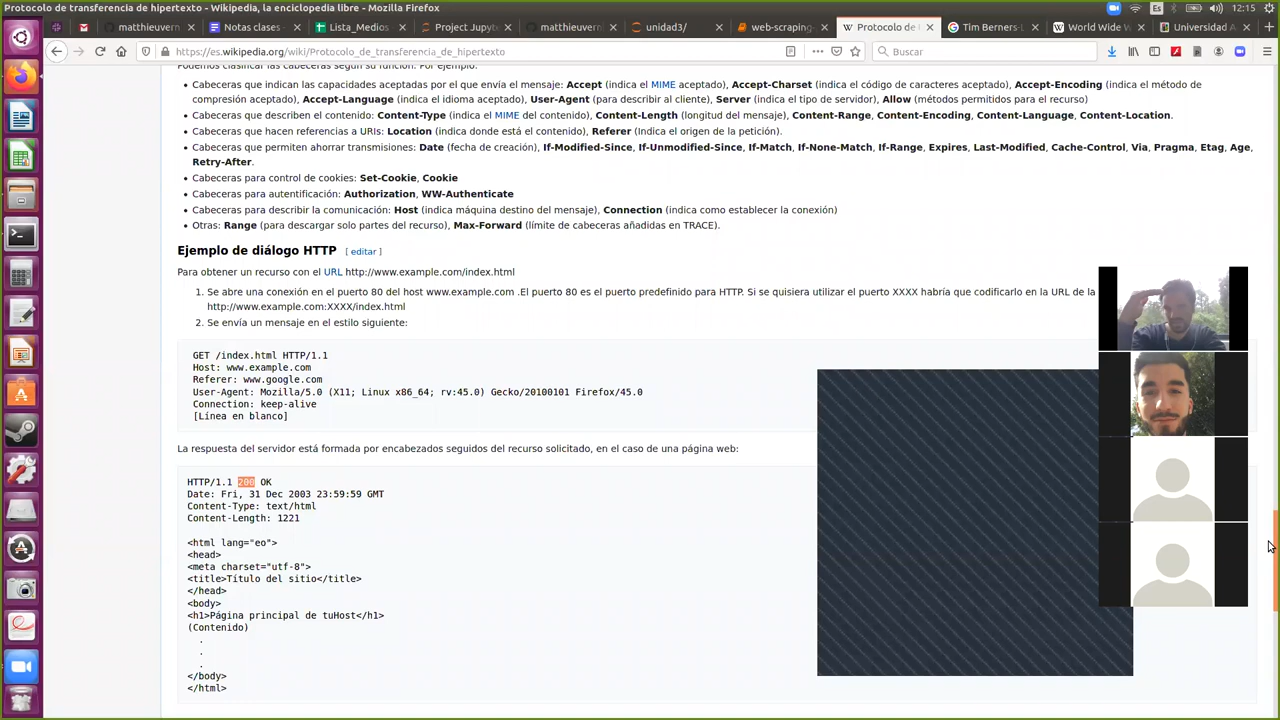 Protocolo de transferencia de hipertexto - Wikipedia, la enciclopedia libre - Mozilla Firefox
Es
12:15
matthieuvern
Notas clase -
Lista_Medios
Project Jupyte
matthieuvern
unidad3/
web-scraping
Protocolo de
Tim Berners-L
World Wide W
Universidad A
https://es.wikipedia.org/wiki/Protocolo_de_transferencia_de_hipertexto
Buscar
Podemos clasificar las cabeceras según su función. Por ejemplo:
Cabeceras que indican las capacidades aceptadas por el que envía el mensaje: Accept (indica el MIME aceptado), Accept-Charset (indica el código de caracteres aceptado), Accept-Encoding (indica el método de
compresión aceptado), Accept-Language (indica el idioma aceptado), User-Agent (para describir al cliente), Server (indica el tipo de servidor), Allow (métodos permitidos para el recurso)
Cabeceras que describen el contenido: Content-Type (indica el MIME del contenido), Content-Length (longitud del mensaje), Content-Range, Content-Encoding, Content-Language, Content-Location.
Cabeceras que hacen referencias a URIs: Location (indica donde está el contenido), Referer (Indica el origen de la petición).
Cabeceras que permiten ahorrar transmisiones: Date (fecha de creación), If-Modified-Since, If-Unmodified-Since, If-Match, If-None-Match, If-Range, Expires, Last-Modified, Cache-Control, Via, Pragma, Etag, Age,
Retry-After.
Cabeceras para control de cookies: Set-Cookie, Cookie
Cabeceras para autentificación: Authorization, WW-Authenticate
Cabeceras para describir la comunicación: Host (indica máquina destino del mensaje), Connection (indica como establecer la conexión)
Otras: Range (para descargar solo partes del recurso), Max-Forward (límite de cabeceras añadidas en TRACE).
Ejemplo de diálogo HTTP [ editar ]
Para obtener un recurso con el URL http://www.example.com/index.html
1. Se abre una conexión en el puerto 80 del host www.example.com .El puerto 80 es el puerto predefinido para HTTP. Si se quisiera utilizar el puerto XXXX habría que codificarlo en la URL de la
http://www.example.com:XXXX/index.html
2. Se envía un mensaje en el estilo siguiente:
GET /index.html HTTP/1.1
Host: www.example.com
Referer: www.google.com
User-Agent: Mozilla/5.0 (X11; Linux x86_64; rv:45.0) Gecko/20100101 Firefox/45.0
Connection: keep-alive
[Línea en blanco]
La respuesta del servidor está formada por encabezados seguidos del recurso solicitado, en el caso de una página web:
HTTP/1.1 200 OK
Date: Fri, 31 Dec 2003 23:59:59 GMT
Content-Type: text/html
Content-Length: 1221
<html lang="eo">
<head>
<meta charset="utf-8">
<title>Título del sitio</title>
</head>
<body>
<h1>Página principal de tuHost</h1>
(Contenido)
.
.
.
</body>
</html>